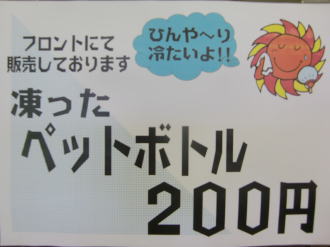 フロントにて
販売しております
ひんや～り
冷たいよ!!
凍った
ペットボトル
200円